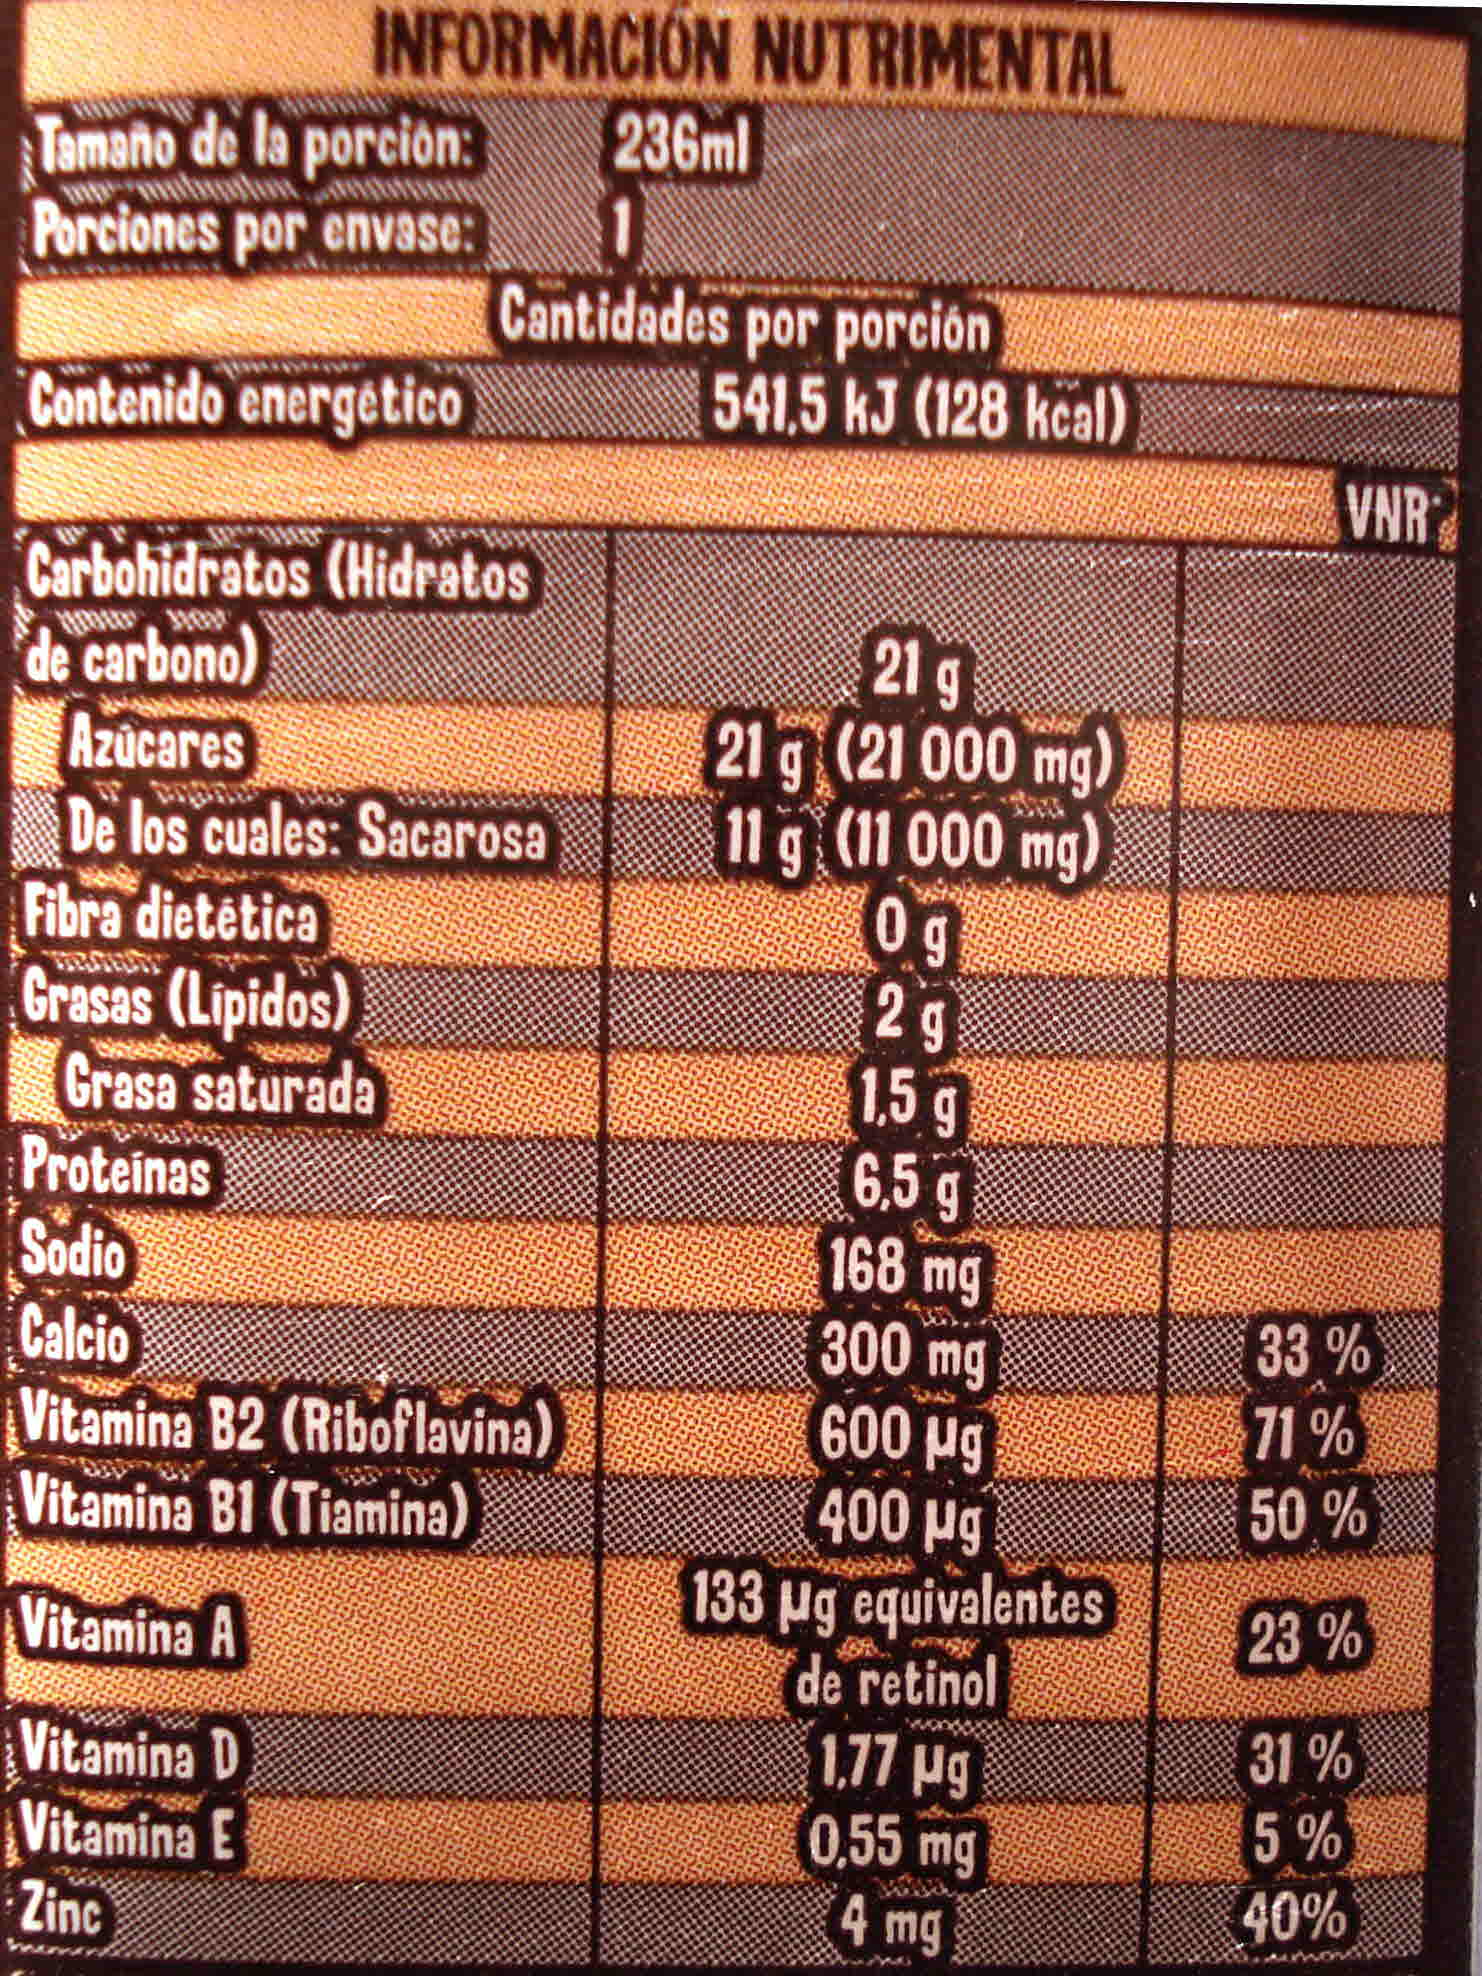 INFORMACIÓN NUTRIMENTAL
Tamaño de la porción: 236ml
Porciones por envase: 1
Cantidades por porción
Contenido energético 541,5 kJ (128 kcal)
VNR*
Carbohidratos (Hidratos
de carbono) 21 g
Azúcares 21 g (21 000 mg)
De los cuales: Sacarosa 11 g (11 000 mg)
Fibra dietética 0 g
Grasas (Lípidos) 2 g
Grasa saturada 1,5 g
Proteínas 6,5 g
Sodio 168 mg
Calcio 300 mg 33 %
Vitamina B2 (Riboflavina) 600 µg 71 %
Vitamina B1 (Tiamina) 400 µg 50 %
Vitamina A 133 µg equivalentes
de retinol 23 %
Vitamina D 1,77 µg 31 %
Vitamina E 0,55 mg 5 %
Zinc 4 mg 40%